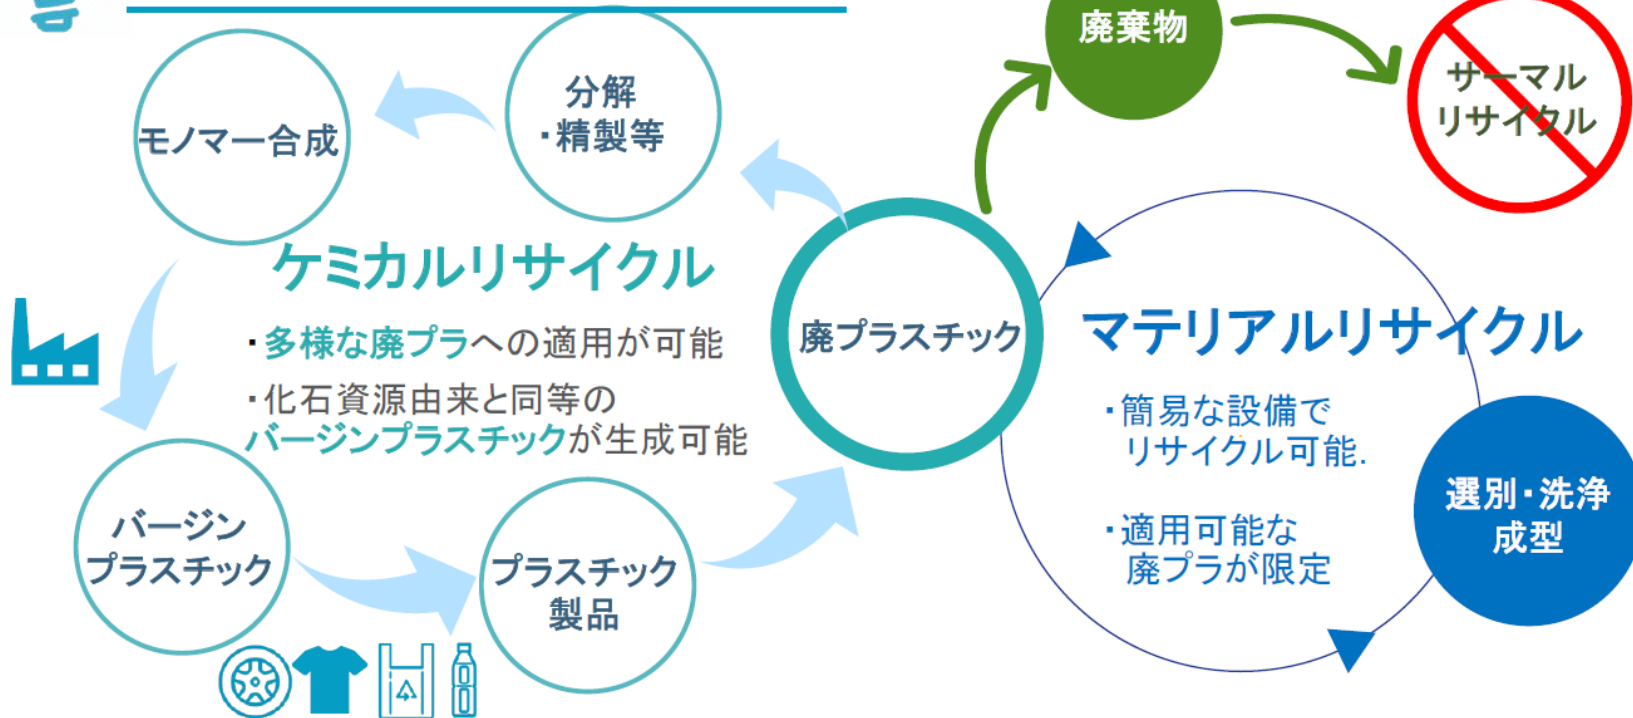 廃棄物
サーマル
リサイクル
分解
・精製等
モノマー合成
ケミカルリサイクル
・多様な廃プラへの適用が可能
・化石資源由来と同等の
バージンプラスチックが生成可能
廃プラスチック
マテリアルリサイクル
・簡易な設備で
リサイクル可能.
・適用可能な
廃プラが限定
選別・洗浄
成型
バージン
プラスチック
プラスチック
製品